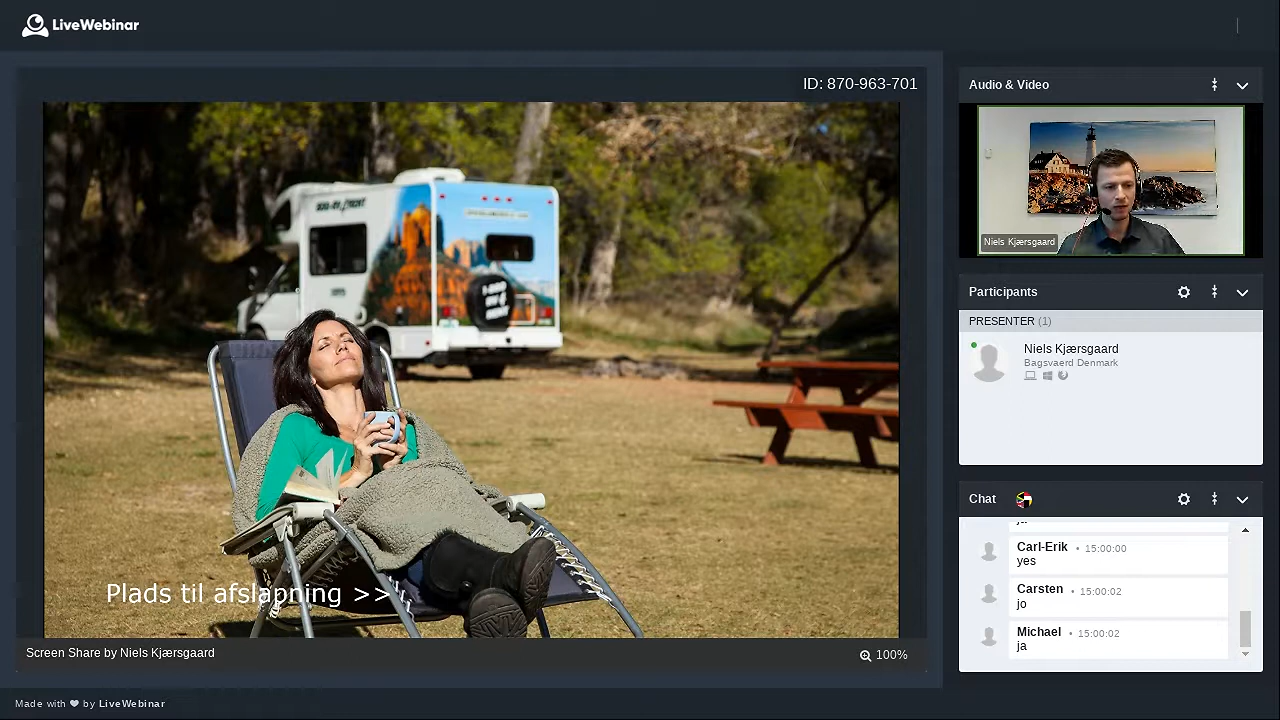 LiveWebinar
ID: 870-963-701
Plads til afslapning >>
Screen Share by Niels Kjærsgaard
100%
Made with by LiveWebinar
Audio & Video
Niels Kjærsgaard
Participants
PRESENTER (1)
Niels Kjærsgaard
Bagsvaerd Denmark
Chat
Carl-Erik • 15:00:00
yes
Carsten • 15:00:02
jo
Michael • 15:00:02
ja